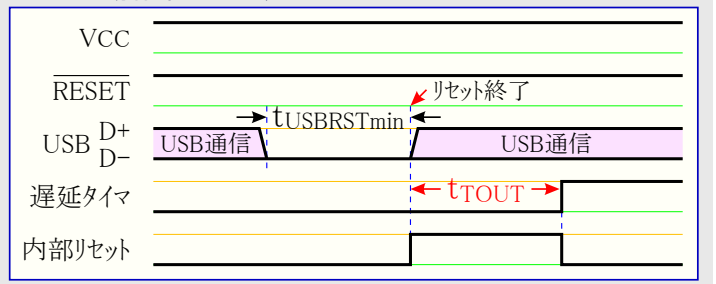 VCC
RESET
リセット終了
tUSBRSTmin
USB D+ D−
USB通信
USB通信
遅延タイマ
tTOUT
内部リセット